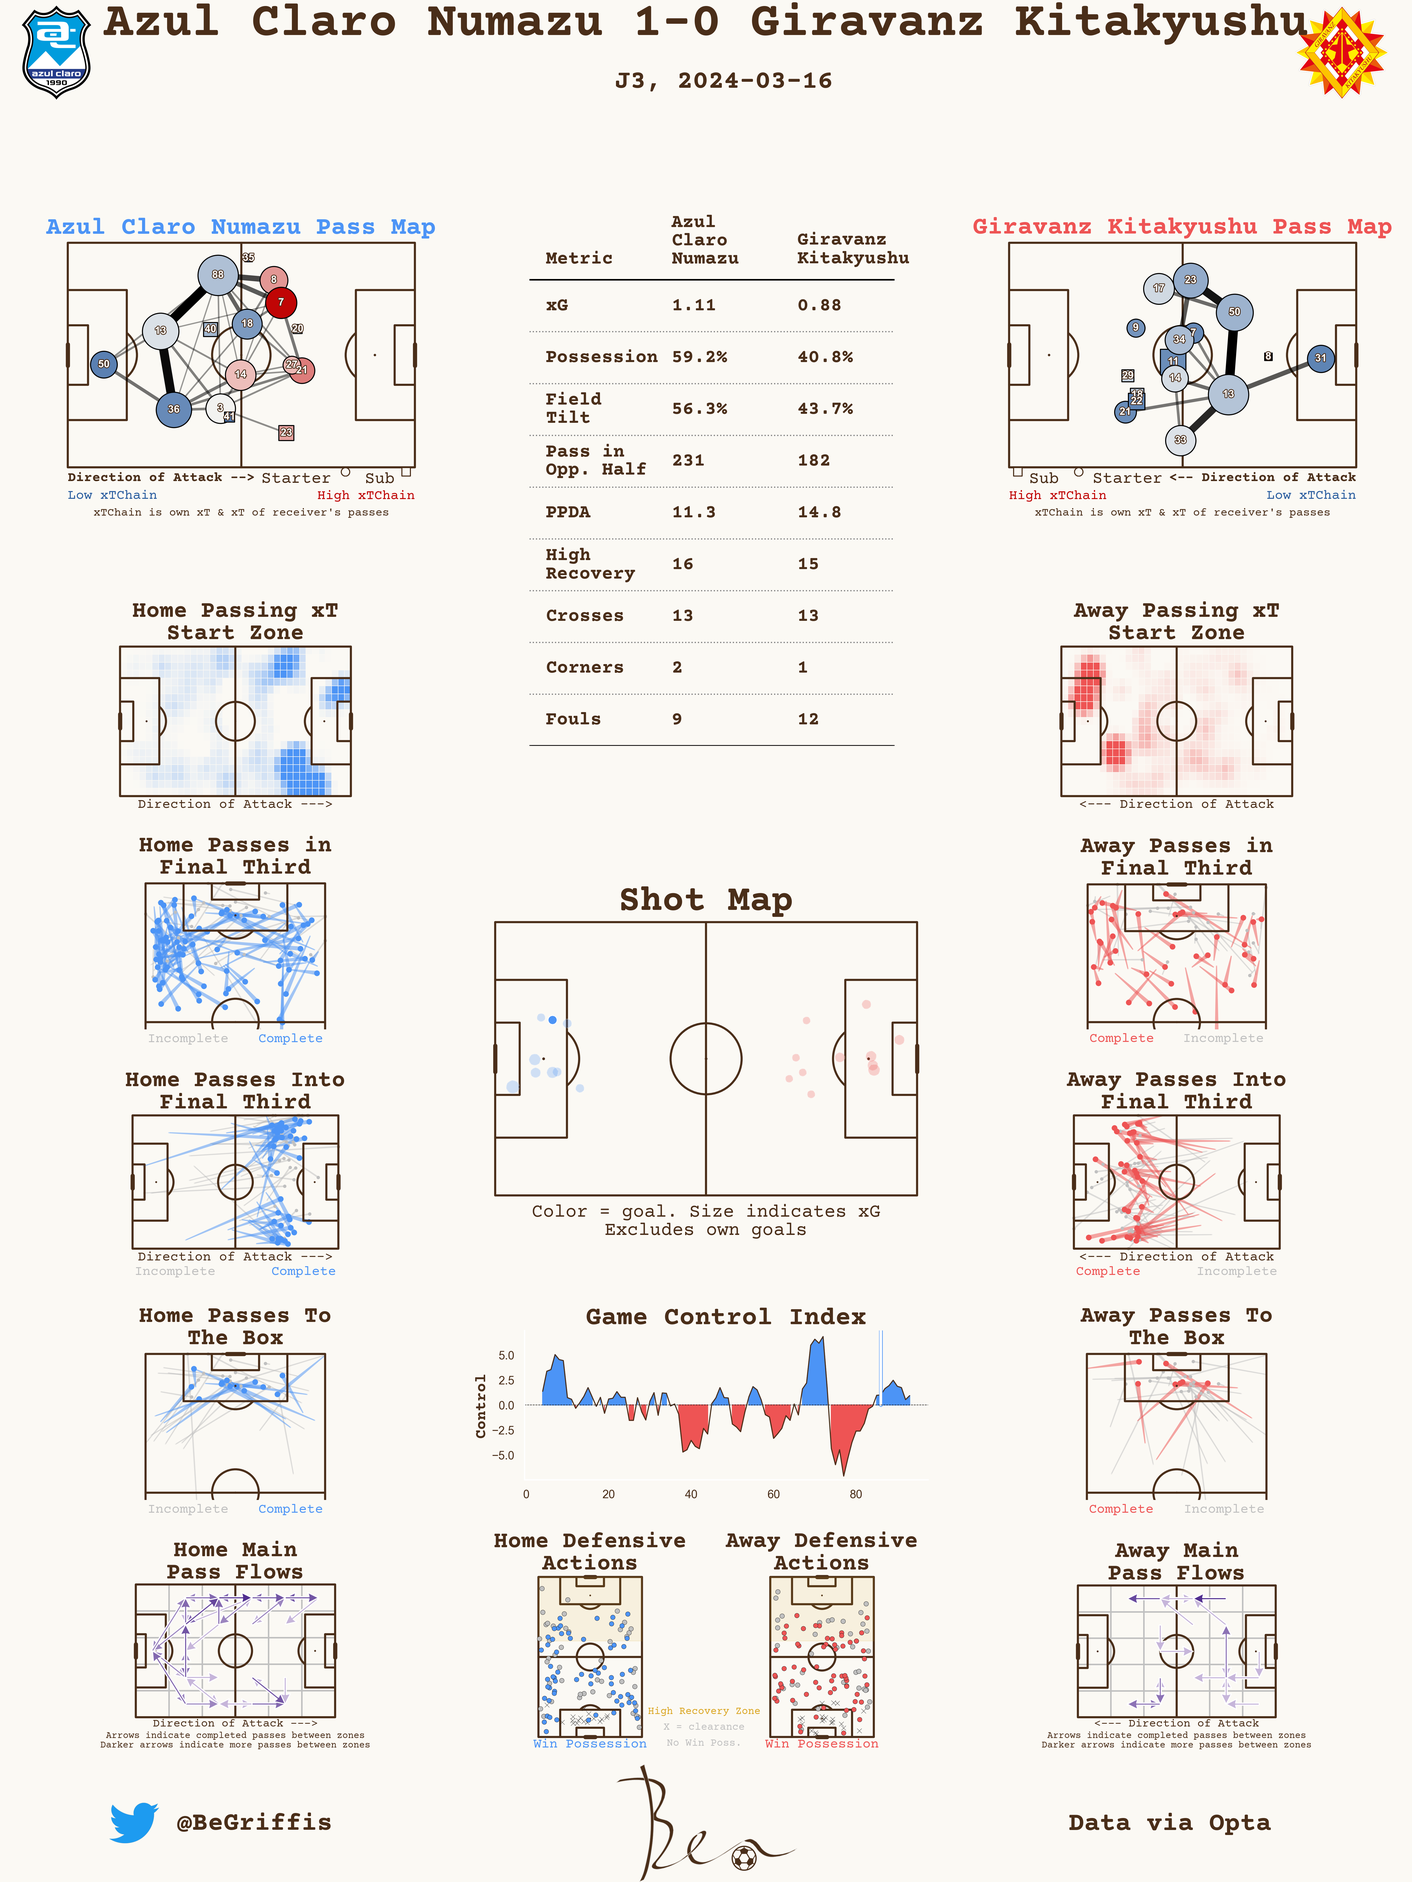 Azul Claro Numazu 1-0 Giravanz Kitakyushu
J3, 2024-03-16
azul claro
1990
GIRAVANZ
KITAKYUSHU
Azul Claro Numazu Pass Map
35
88
8
7
18
20
40
13
50
27
21
14
3
41
36
23
Direction of Attack --> Starter Sub
Low xTChain High xTChain
xTChain is own xT & xT of receiver's passes
Metric Azul Claro Numazu Giravanz Kitakyushu
xG 1.11 0.88
Possession 59.2% 40.8%
Field Tilt 56.3% 43.7%
Pass in Opp. Half 231 182
PPDA 11.3 14.8
High Recovery 16 15
Crosses 13 13
Corners 2 1
Fouls 9 12
Giravanz Kitakyushu Pass Map
17
23
50
9
7
34
11
8
31
29
14
13
22
21
33
Sub Starter <-- Direction of Attack
High xTChain Low xTChain
xTChain is own xT & xT of receiver's passes
Home Passing xT
Start Zone
Direction of Attack --->
Away Passing xT
Start Zone
<--- Direction of Attack
Home Passes in
Final Third
Incomplete Complete
Away Passes in
Final Third
Complete Incomplete
Shot Map
Color = goal. Size indicates xG
Excludes own goals
Home Passes Into
Final Third
Direction of Attack --->
Incomplete Complete
Away Passes Into
Final Third
<--- Direction of Attack
Complete Incomplete
Home Passes To
The Box
Incomplete Complete
Game Control Index
Control
5.0
2.5
0.0
−2.5
−5.0
0 20 40 60 80
Away Passes To
The Box
Complete Incomplete
Home Main
Pass Flows
Direction of Attack --->
Arrows indicate completed passes between zones
Darker arrows indicate more passes between zones
Home Defensive
Actions
Win Possession
High Recovery Zone
X = clearance
No Win Poss.
Away Defensive
Actions
Win Possession
Away Main
Pass Flows
<--- Direction of Attack
Arrows indicate completed passes between zones
Darker arrows indicate more passes between zones
@BeGriffis
Ben
Data via Opta